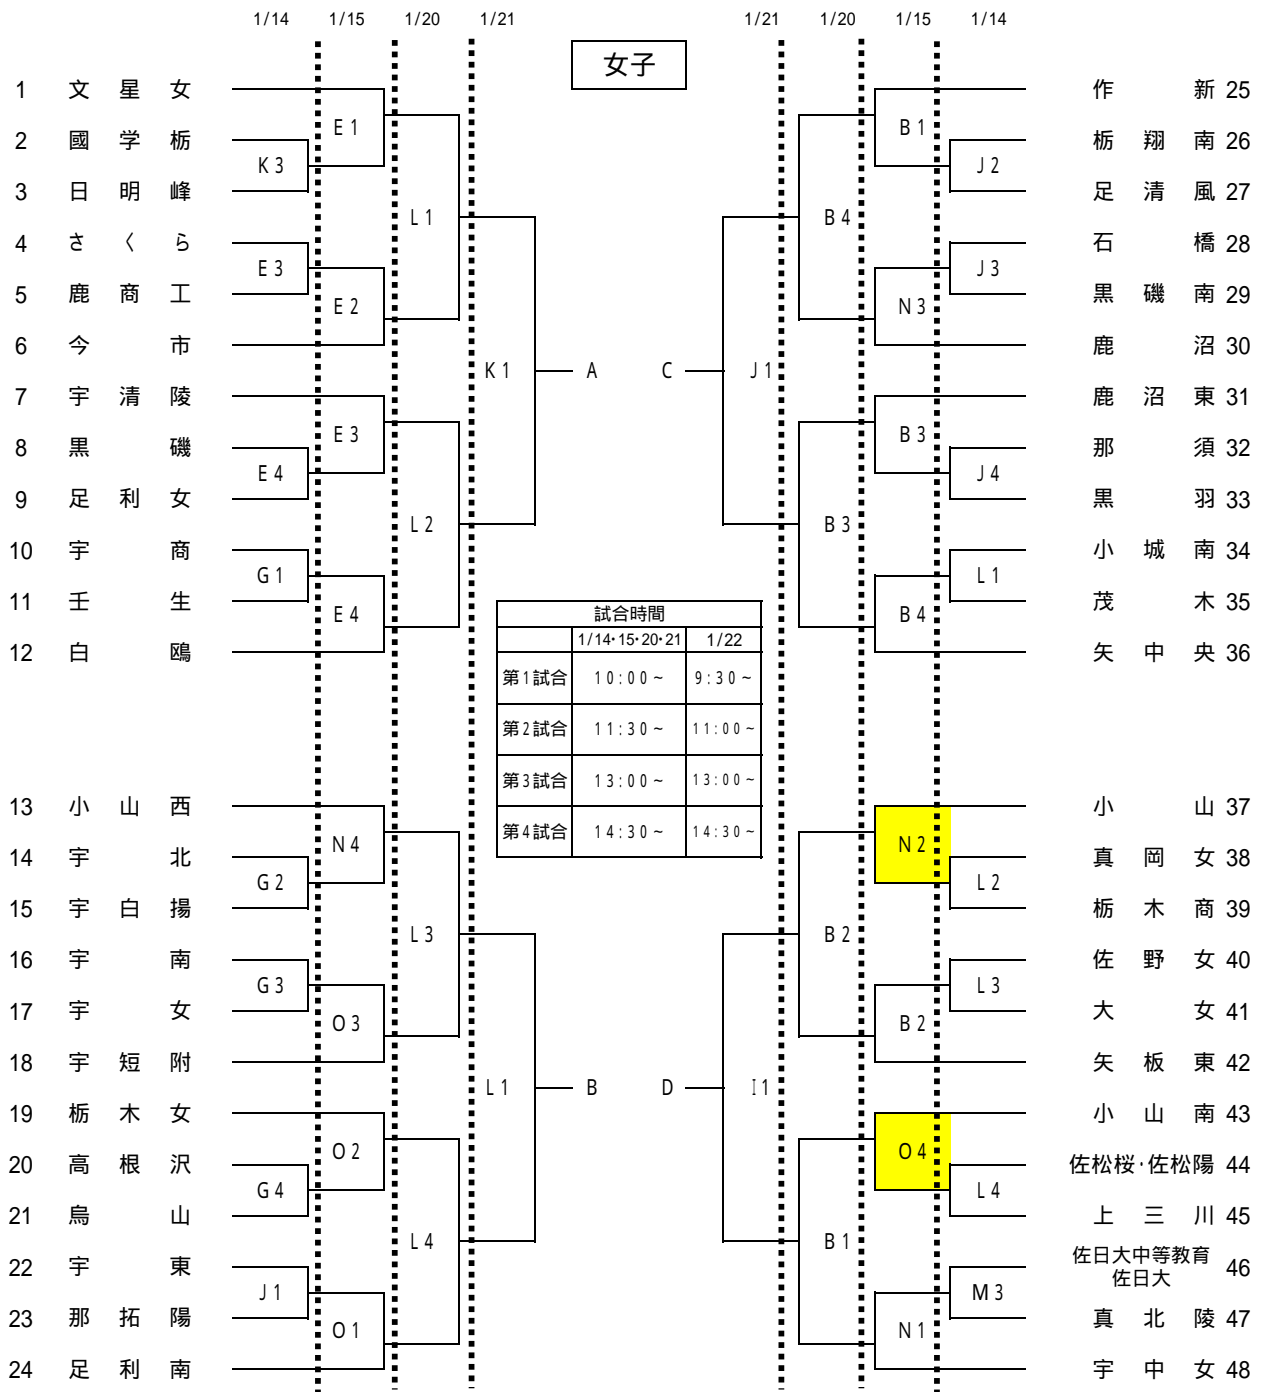 1/14 1/15 1/20 1/21 1/21 1/20 1/15 1/14
女子
1 文星女 作新 25
E1 B1
2 國学栃 栃翔南 26
K3 J2
3 日明峰 足清風 27
L1 B4
4 さくら 石橋 28
E3 J3
5 鹿商工 黒磯南 29
E2 N3
6 今市 鹿沼 30
K1 A C J1
7 宇清陵 鹿沼東 31
E3 B3
8 黒磯 那須 32
E4 J4
9 足利女 黒羽 33
L2 B3
10 宇商 小城南 34
G1 L1
11 壬生 茂木 35
E4 B4
12 白鴎 矢中央 36
試合時間
1/14・15・20・21 1/22
第1試合 10:00~ 9:30~
第2試合 11:30~ 11:00~
第3試合 13:00~ 13:00~
第4試合 14:30~ 14:30~
13 小山西 小山 37
N4 N2
14 宇北 真岡女 38
G2 L2
15 宇白揚 栃木商 39
L3 B2
16 宇南 佐野女 40
G3 L3
17 宇女 大女 41
O3 B2
18 宇短附 矢板東 42
L1 B D I1
19 栃木女 小山南 43
O2 O4
20 高根沢 佐松桜・佐松陽 44
G4 L4
21 烏山 上三川 45
L4 B1
22 宇東 佐日大中等教育 46
佐日大
J1 M3
23 那拓陽 真北陵 47
O1 N1
24 足利南 宇中女 48